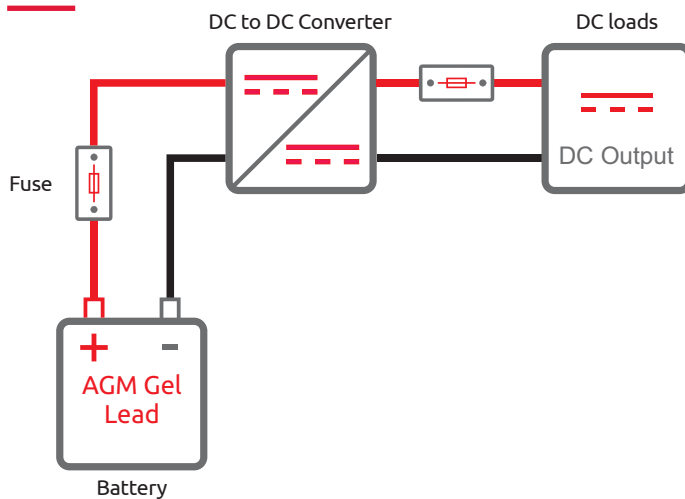 DC to DC Converter
DC loads
DC Output
Fuse
+ -
AGM Gel
Lead
Battery